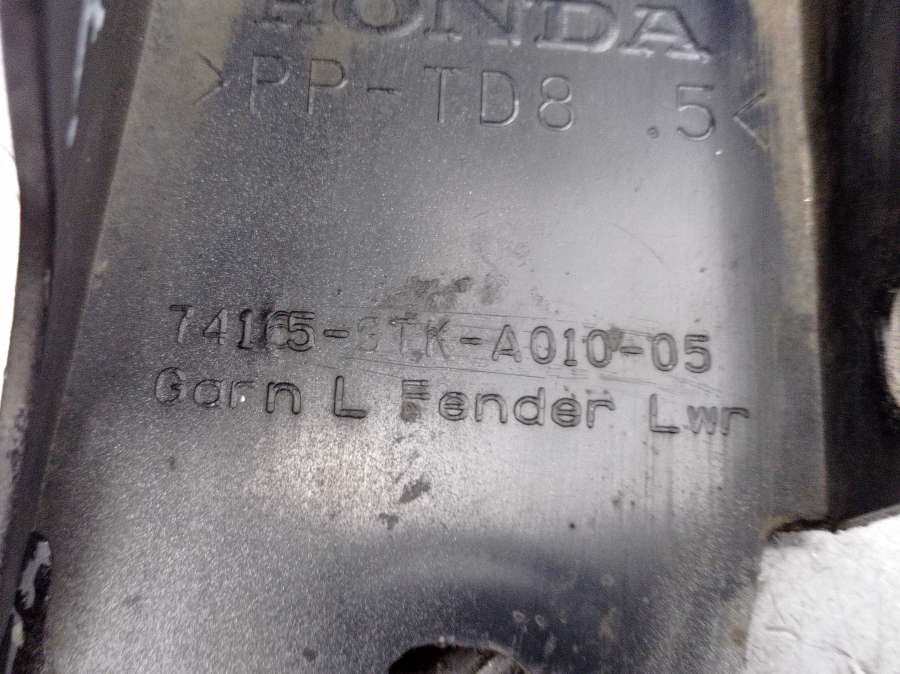 HONDA
>PP-TD8 .5<
74165-STK-A010-05
Garn L Fender Lwr